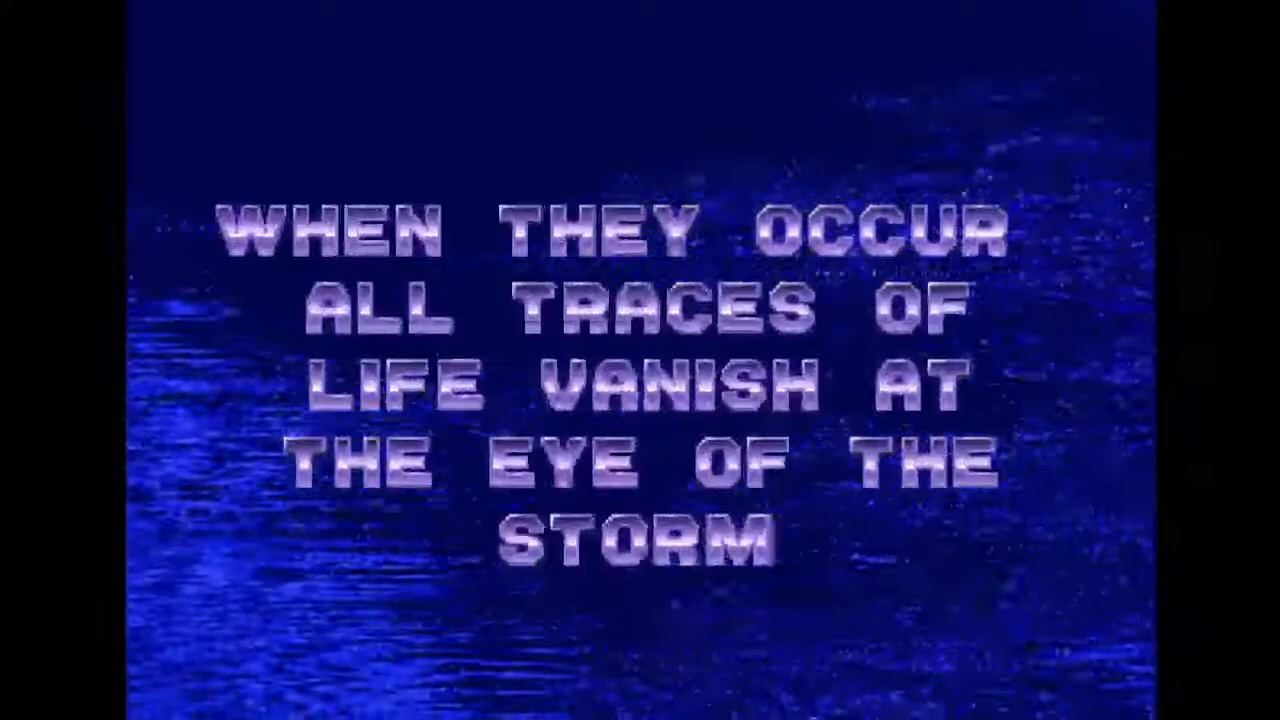 WHEN THEY OCCUR
ALL TRACES OF
LIFE VANISH AT
THE EYE OF THE
STORM